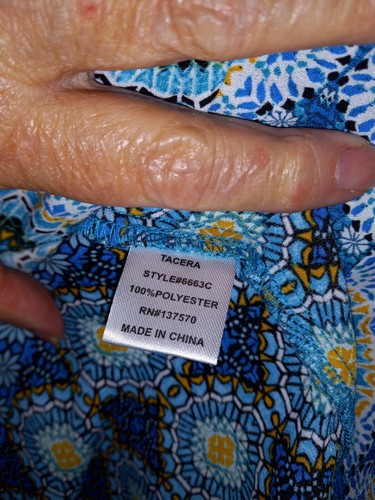 TACERA
STYLE#6663C
100%POLYESTER
RN#137570
MADE IN CHINA